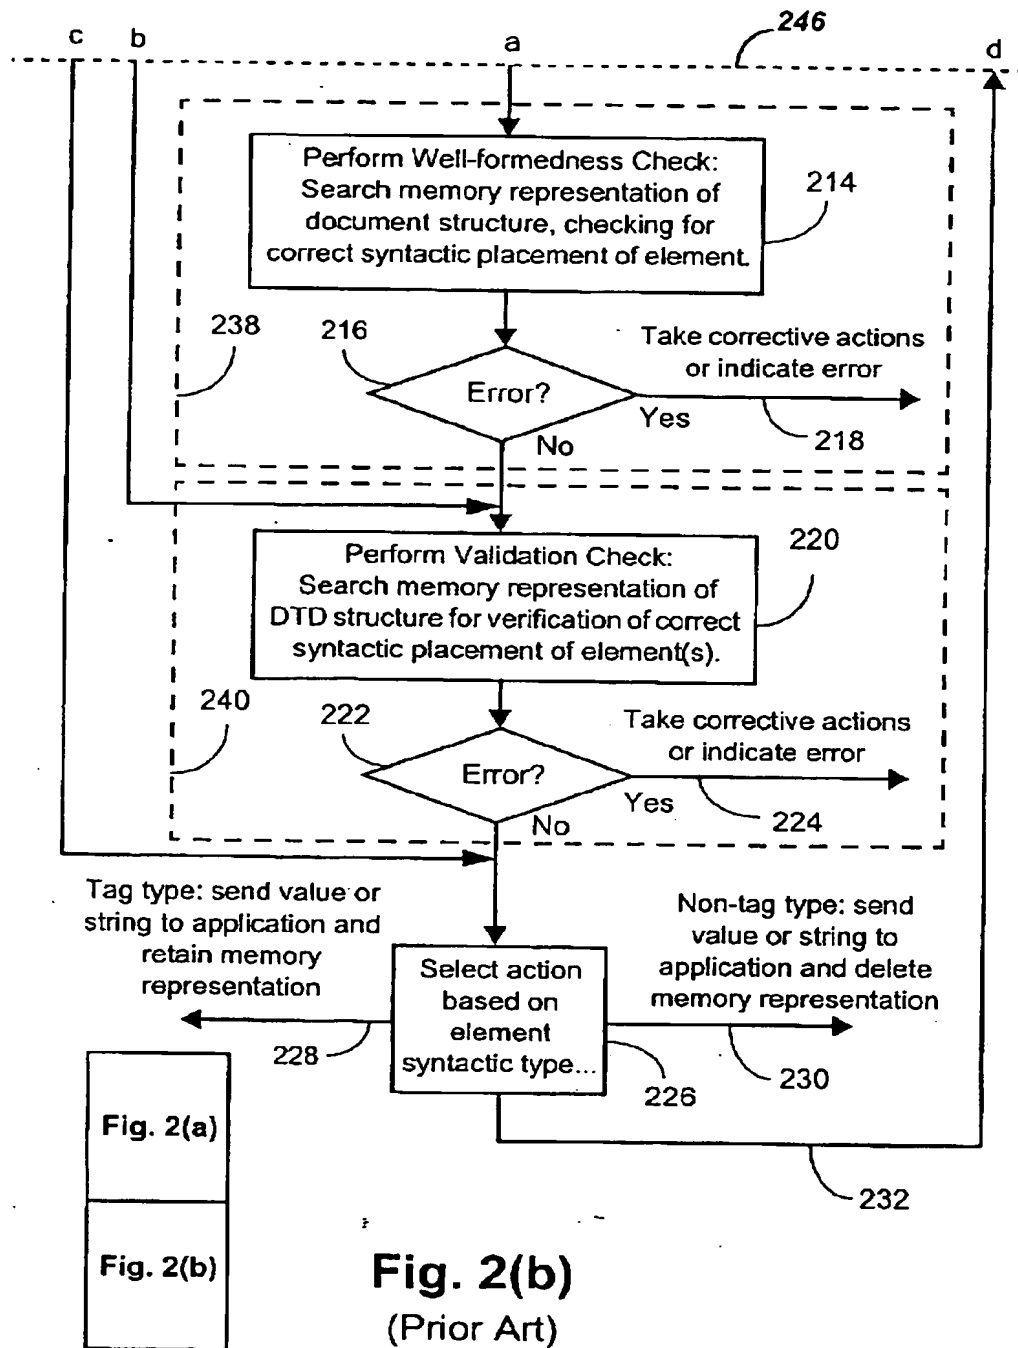 c
b
a
246
d
Perform Well-formedness Check:
Search memory representation of
document structure, checking for
correct syntactic placement of element.
214
238
216
Error?
Take corrective actions
or indicate error
Yes
218
No
Perform Validation Check:
Search memory representation of
DTD structure for verification of correct
syntactic placement of element(s).
220
240
222
Error?
Take corrective actions
or indicate error
Yes
224
No
Tag type: send value or
string to application and
retain memory
representation
Non-tag type: send
value or string to
application and delete
memory representation
Select action
based on
element
syntactic type...
228
226
230
232
Fig. 2(a)
Fig. 2(b)
Fig. 2(b)
(Prior Art)